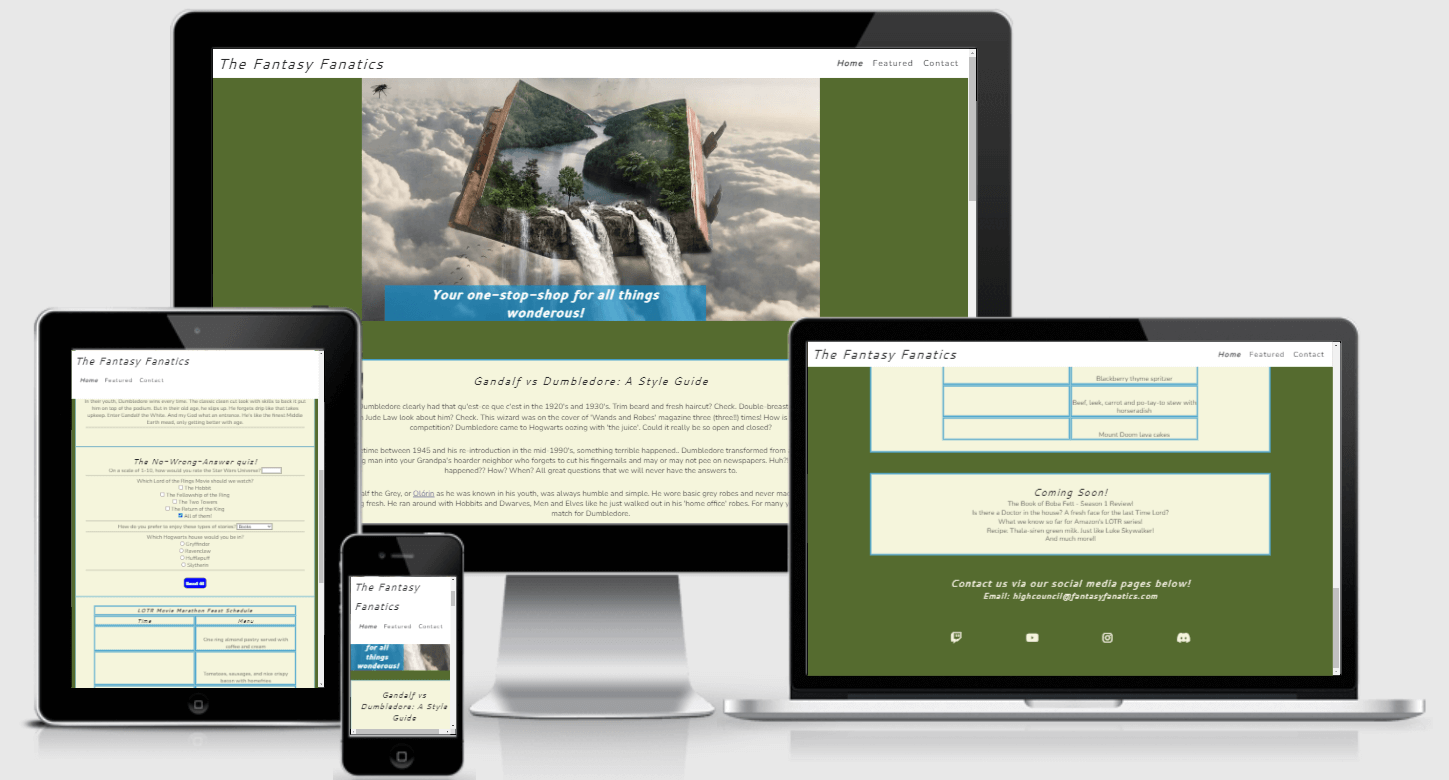 The Fantasy Fanatics
Home Featured Contact
Your one-stop-shop for all things
wonderous!
Gandalf vs Dumbledore: A Style Guide
umbledore clearly had that qu'est-ce que c'est in the 1920's and 1930's. Trim beard and fresh haircut? Check. Double-breast
Jude Law look about him? Check. This wizard was on the cover of 'Wands and Robes' magazine three (three!) times! How is
competition? Dumbledore came to Hogwarts oozing with 'the juice'. Could it really be so open and closed?
time between 1945 and his re-introduction in the mid-1990's, something terrible happened.. Dumbledore transformed from
g man into your Grandpa's hoarder neighbor who forgets to cut his fingernails and may or may not pee on newspapers. Huh?!
happened?? How? When? All great questions that we will never have the answers to.
alf the Grey, or Olórin as he was known in his youth, was always humble and simple. He wore basic grey robes and never ma
g fresh. He ran around with Hobbits and Dwarves, Men and Elves like he just walked out in his 'home office' robes. For many y
match for Dumbledore.
The Fantasy Fanatics
Home Featured Contact
In their youth, Dumbledore wins every time. The classic clean cut look with skills to back it put
him on top of the podium. But in their old age, he slips up. He forgets drip like that takes
upkeep. Enter Gandalf the White. And my God what an entrance. He's like the finest Middle
Earth mead, only getting better with age.
The No-Wrong-Answer quiz!
On a scale of 1-10, how would you rate the Star Wars Universe?
Which Lord of the Rings Movie should we watch?
The Hobbit
The Fellowship of the Ring
The Two Towers
The Return of the King
All of them!
How do you prefer to enjoy these types of stories? Books
Which Hogwarts house would you be in?
Gryffindor
Ravenclaw
Hufflepuff
Slytherin
LOTR Movie Marathon Feast Schedule
Time Menu
One ring almond pastry served with
coffee and cream
Tomatoes, sausages, and nice crispy
bacon with homefries
The Fantasy
Fanatics
Home Featured Contact
for all
things
wonderous!
Gandalf vs
Dumbledore: A Style
Guide
The Fantasy Fanatics
Home Featured Contact
Blackberry thyme spritzer
Beef, leek, carrot and po-tay-to stew with
horseradish
Mount Doom lava cakes
Coming Soon!
The Book of Boba Fett - Season 1 Review!
Is there a Doctor in the house? A fresh face for the last Time Lord?
What we know so far for Amazon's LOTR series!
Recipe: Thala-siren green milk. Just like Luke Skywalker!
And much more!!
Contact us via our social media pages below!
Email: highcouncil@fantasyfanatics.com